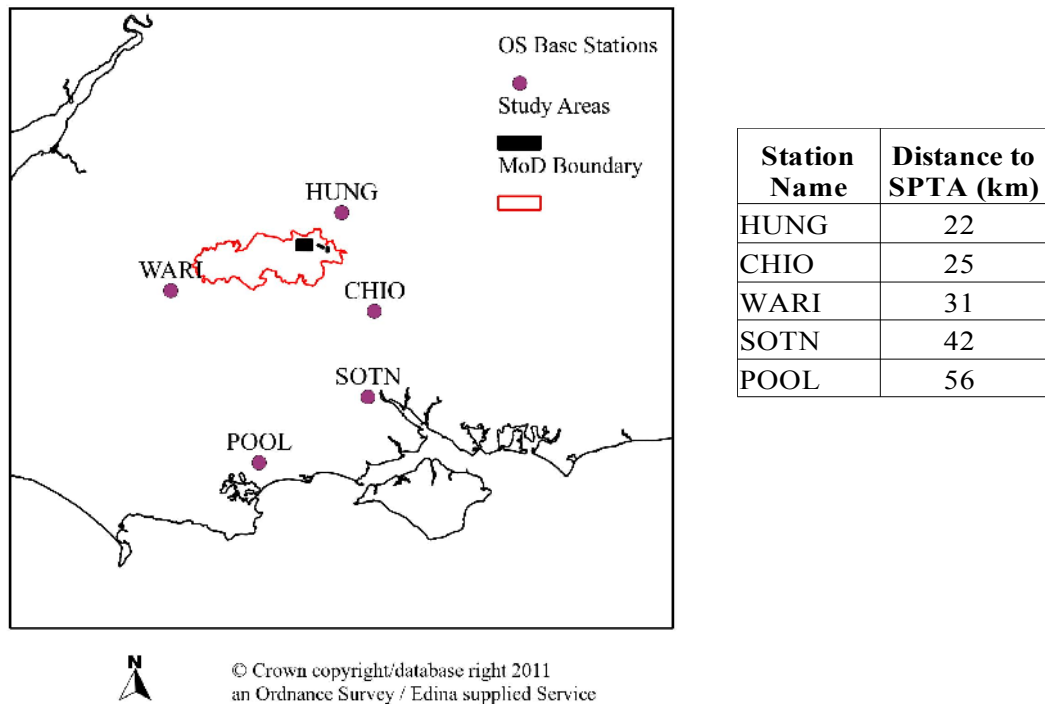 OS Base Stations
Study Areas
MoD Boundary
HUNG
WARI
CHIO
SOTN
POOL
N
© Crown copyright/database right 2011
an Ordnance Survey / Edina supplied Service
Station Name Distance to SPTA (km)
HUNG 22
CHIO 25
WARI 31
SOTN 42
POOL 56